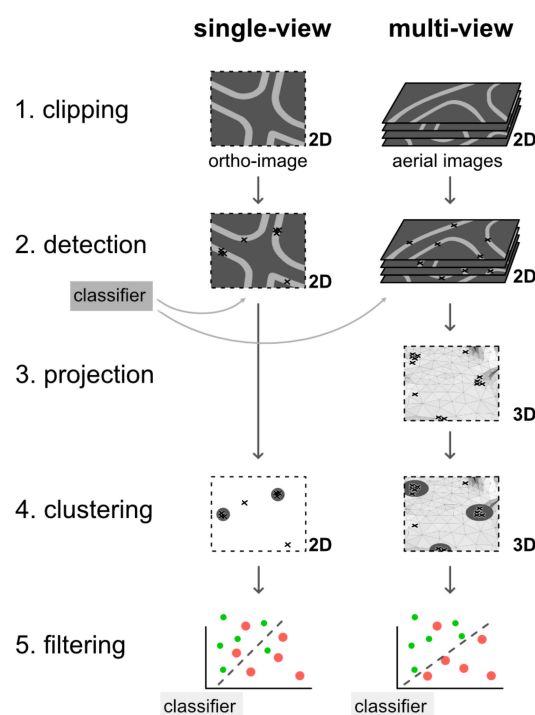 single-view multi-view
1. clipping
2D 2D
ortho-image aerial images
2. detection
2D 2D
classifier
3. projection
3D
4. clustering
2D 3D
5. filtering
classifier classifier